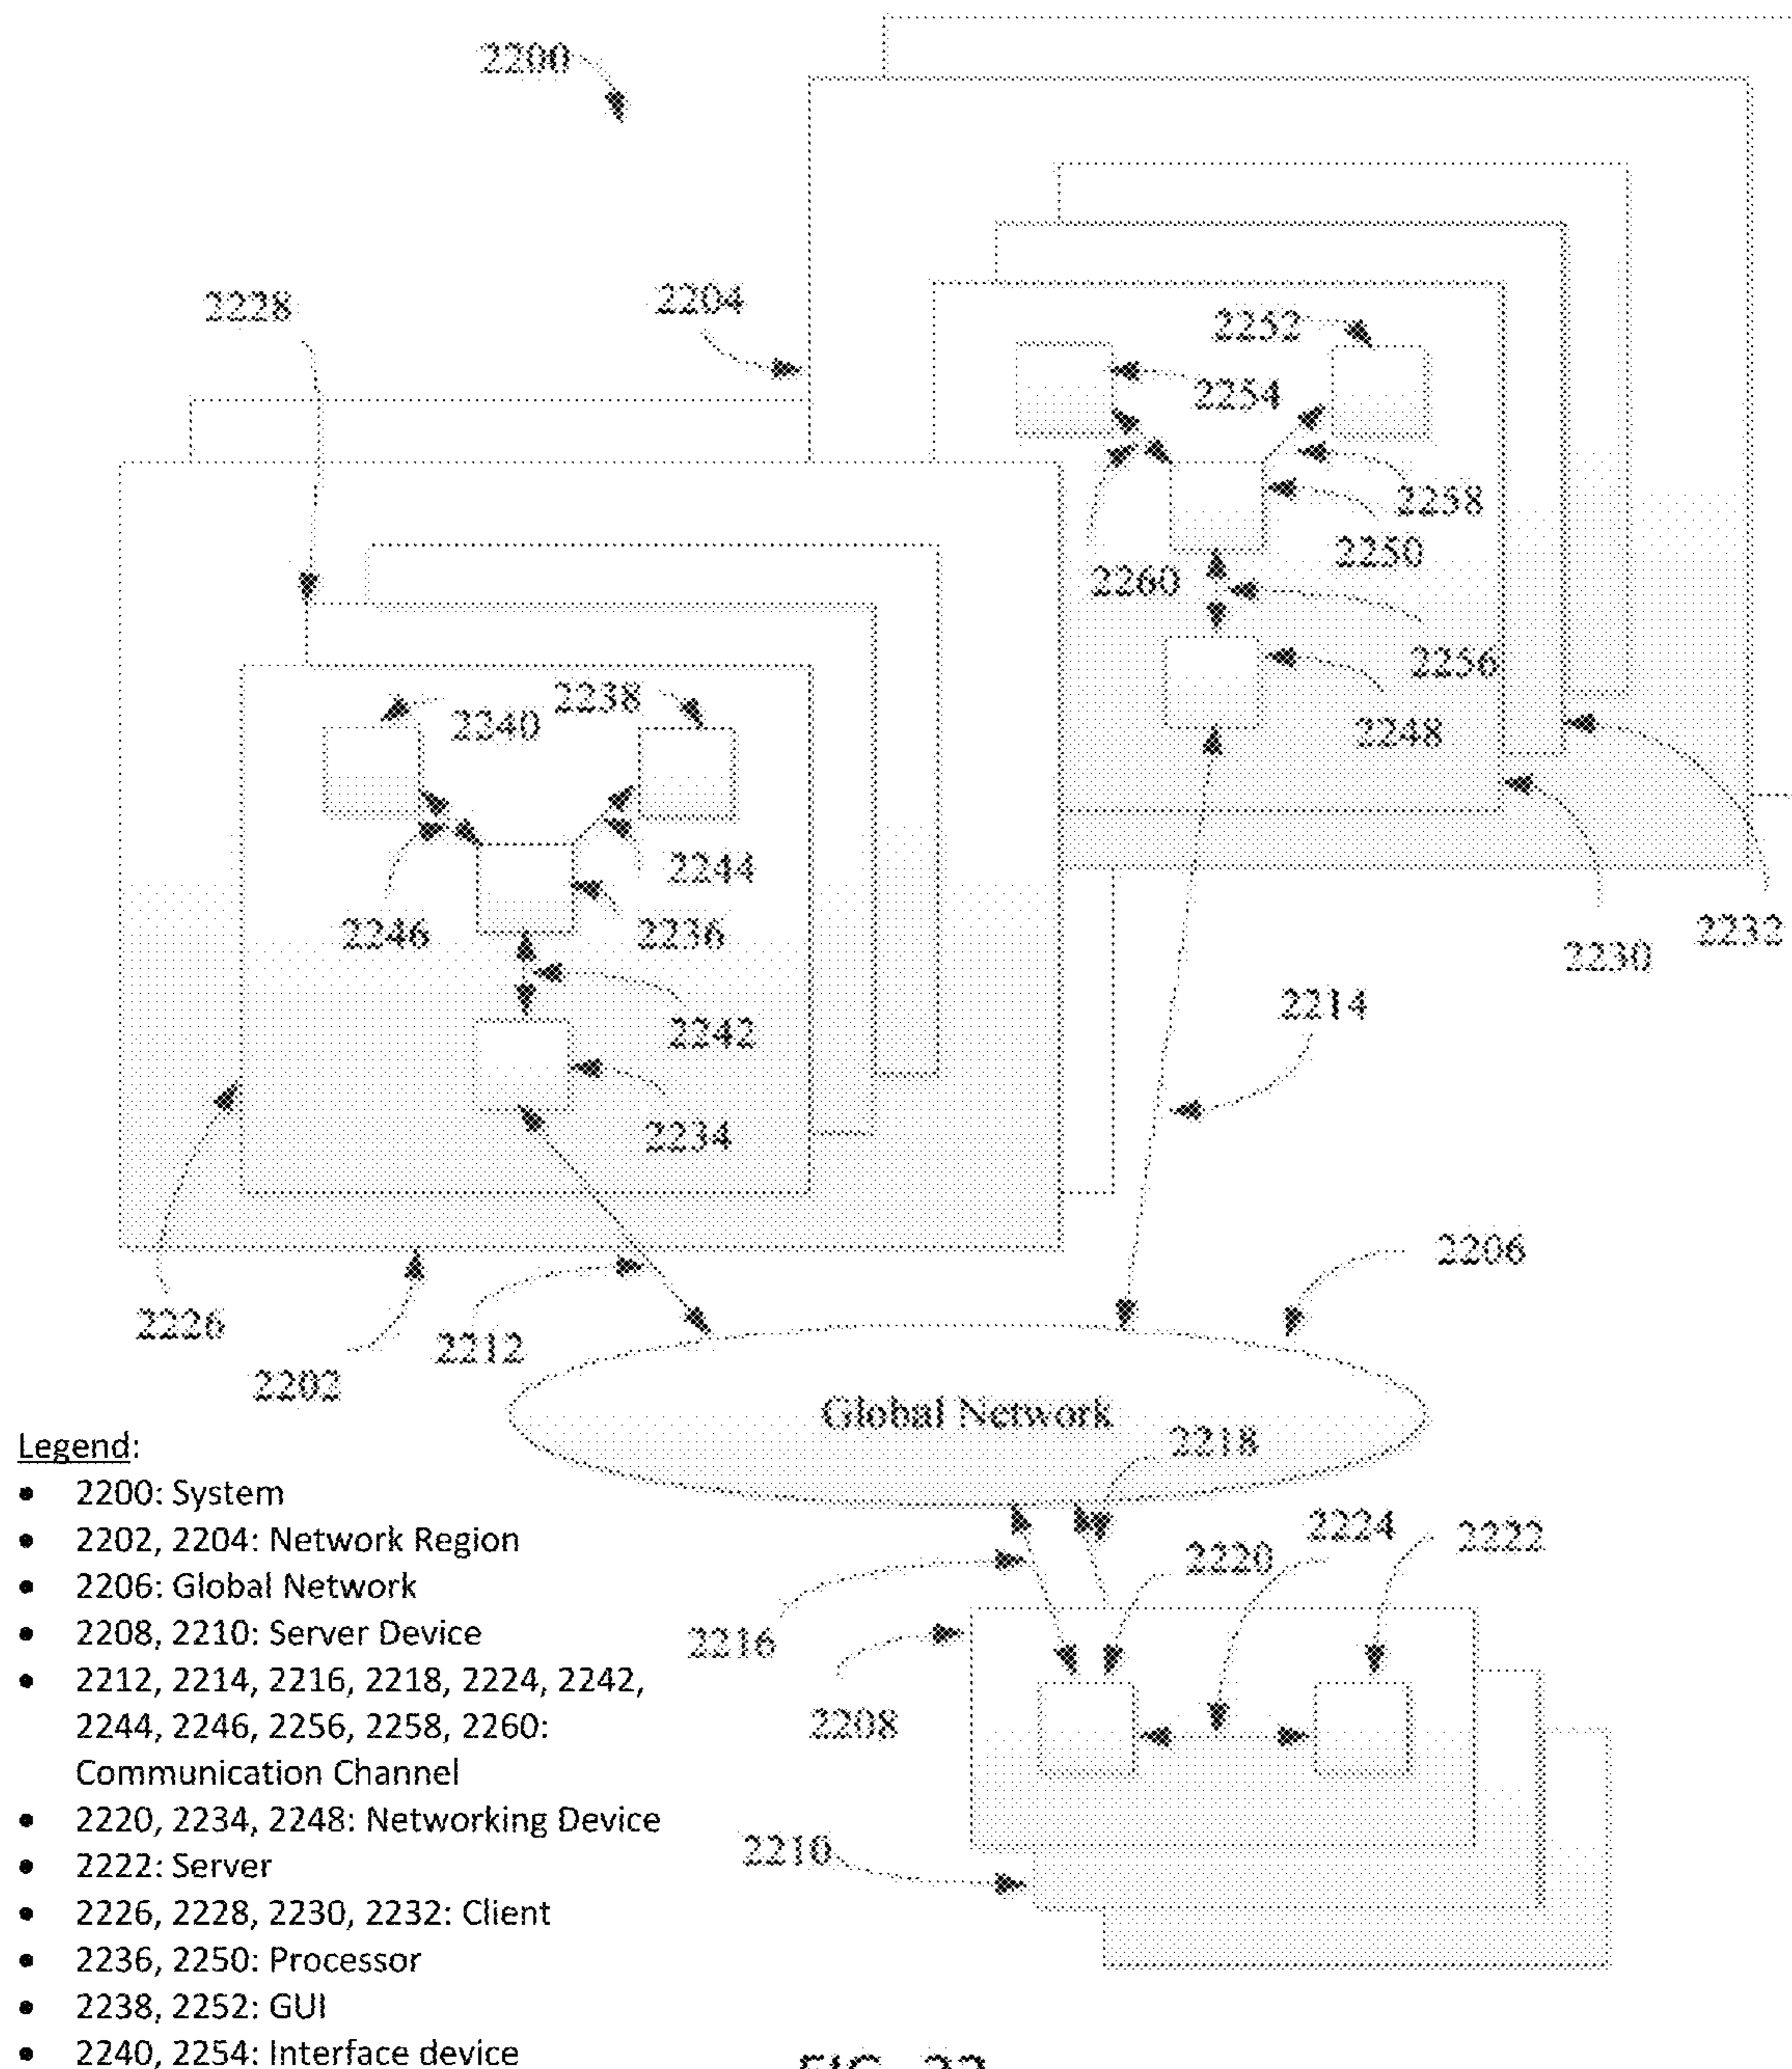 2200
2228
2204
2252
2254
2258
2250
2260
2256
2248
2240
2238
2244
2246
2236
2242
2234
2232
2230
2214
2206
2226
2212
2202
Global Network
2218
2224
2222
2220
2216
2208
2210
Legend:
• 2200: System
• 2202, 2204: Network Region
• 2206: Global Network
• 2208, 2210: Server Device
• 2212, 2214, 2216, 2218, 2224, 2242,
2244, 2246, 2256, 2258, 2260:
Communication Channel
• 2220, 2234, 2248: Networking Device
• 2222: Server
• 2226, 2228, 2230, 2232: Client
• 2236, 2250: Processor
• 2238, 2252: GUI
• 2240, 2254: Interface device
FIG. 22